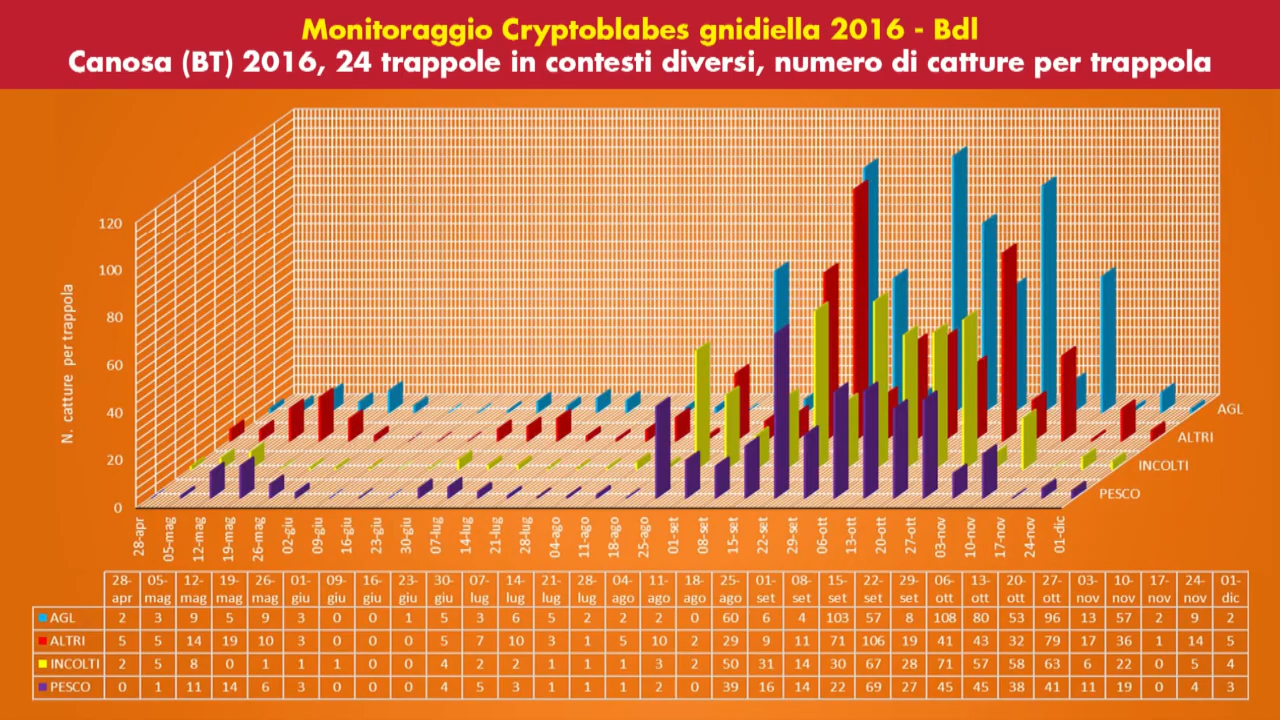 Monitoraggio Cryptoblabes gnidiella 2016 - Bdl
Canosa (BT) 2016, 24 trappole in contesti diversi, numero di catture per trappola
N. catture per trappola
120
100
80
60
40
20
0
AGL
ALTRI
INCOLTI
PESCO
28-apr 05-mag 12-mag 19-mag 26-mag 02-giu 09-giu 16-giu 23-giu 30-giu 07-lug 14-lug 21-lug 28-lug 04-ago 11-ago 18-ago 25-ago 01-set 08-set 15-set 22-set 29-set 06-ott 13-ott 20-ott 27-ott 03-nov 10-nov 17-nov 24-nov 01-dic
28- 05- 12- 19- 26- 01- 09- 16- 23- 30- 07- 14- 21- 28- 04- 11- 18- 25- 01- 08- 15- 22- 29- 06- 13- 20- 27- 03- 10- 17- 24- 01-
apr mag mag mag mag giu giu giu giu giu lug lug lug lug ago ago ago ago set set set set set ott ott ott ott nov nov nov nov dic
AGL 2 3 9 5 9 3 0 0 1 5 3 6 5 2 2 2 0 60 6 4 103 57 8 108 80 53 96 13 57 2 9 2
ALTRI 5 5 14 19 10 3 0 0 0 5 7 10 3 1 5 10 2 29 9 11 71 106 19 41 43 32 79 17 36 1 14 5
INCOLTI 2 5 8 0 1 1 1 0 0 4 2 2 1 1 1 3 2 50 31 14 30 67 28 71 57 58 63 6 22 0 5 4
PESCO 0 1 11 14 6 3 0 0 0 4 5 3 1 1 1 2 0 39 16 14 22 69 27 45 45 38 41 11 19 0 4 3